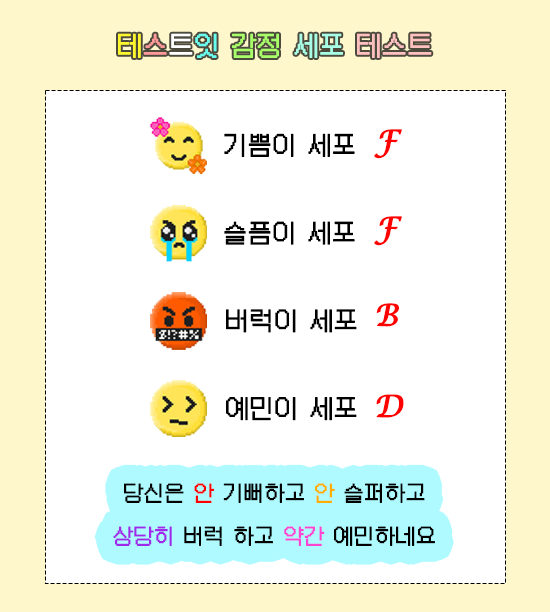 테스트잇 감정 세포 테스트
기쁨이 세포 F
슬픔이 세포 F
버럭이 세포 B
$!?#%
예민이 세포 D
당신은 안 기뻐하고 안 슬퍼하고
상당히 버럭 하고 약간 예민하네요